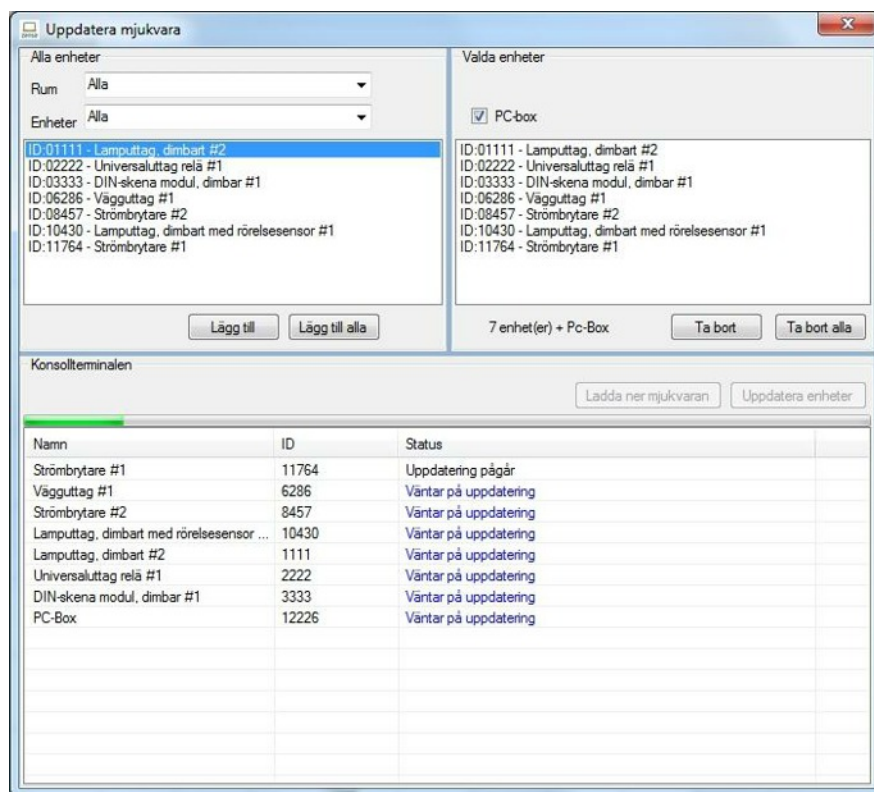 Uppdatera mjukvara
Alla enheter
Rum Alla
Enheter Alla
ID:01111 - Lamputtag, dimbart #2
ID:02222 - Universaluttag relä #1
ID:03333 - DIN-skena modul, dimbar #1
ID:06286 - Vägguttag #1
ID:08457 - Strömbrytare #2
ID:10430 - Lamputtag, dimbart med rörelsesensor #1
ID:11764 - Strömbrytare #1
Lägg till Lägg till alla
Valda enheter
PC-box
ID:01111 - Lamputtag, dimbart #2
ID:02222 - Universaluttag relä #1
ID:03333 - DIN-skena modul, dimbar #1
ID:06286 - Vägguttag #1
ID:08457 - Strömbrytare #2
ID:10430 - Lamputtag, dimbart med rörelsesensor #1
ID:11764 - Strömbrytare #1
7 enhet(er) + Pc-Box Ta bort Ta bort alla
Konsollterminalen
Ladda ner mjukvaran Uppdatera enheter
Namn ID Status
Strömbrytare #1 11764 Uppdatering pågår
Vägguttag #1 6286 Väntar på uppdatering
Strömbrytare #2 8457 Väntar på uppdatering
Lamputtag, dimbart med rörelsesensor ... 10430 Väntar på uppdatering
Lamputtag, dimbart #2 1111 Väntar på uppdatering
Universaluttag relä #1 2222 Väntar på uppdatering
DIN-skena modul, dimbar #1 3333 Väntar på uppdatering
PC-Box 12226 Väntar på uppdatering